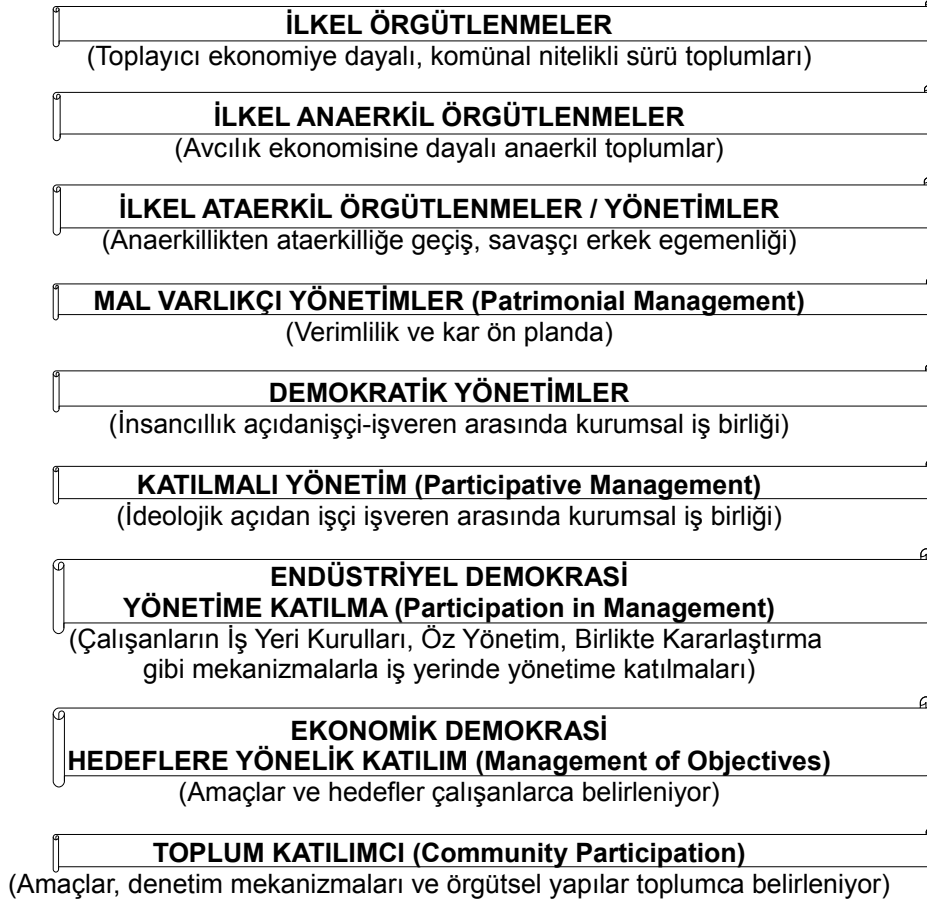 İLKEL ÖRGÜTLENMELER
(Toplayıcı ekonomiye dayalı, komünal nitelikli sürü toplumları)
İLKEL ANAERKİL ÖRGÜTLENMELER
(Avcılık ekonomisine dayalı anaerkil toplumlar)
İLKEL ATAERKİL ÖRGÜTLENMELER / YÖNETİMLER
(Anaerkillikten ataerkilliğe geçiş, savaşçı erkek egemenliği)
MAL VARLIKÇI YÖNETİMLER (Patrimonial Management)
(Verimlilik ve kar ön planda)
DEMOKRATİK YÖNETİMLER
(İnsancıllık açıdanişçi-işveren arasında kurumsal iş birliği)
KATILMALI YÖNETİM (Participative Management)
(İdeolojik açıdan işçi işveren arasında kurumsal iş birliği)
ENDÜSTRİYEL DEMOKRASİ
YÖNETİME KATILMA (Participation in Management)
(Çalışanların İş Yeri Kurulları, Öz Yönetim, Birlikte Kararlaştırma
gibi mekanizmalarla iş yerinde yönetime katılmaları)
EKONOMİK DEMOKRASİ
HEDEFLERE YÖNELİK KATILIM (Management of Objectives)
(Amaçlar ve hedefler çalışanlarca belirleniyor)
TOPLUM KATILIMCI (Community Participation)
(Amaçlar, denetim mekanizmaları ve örgütsel yapılar toplumca belirleniyor)